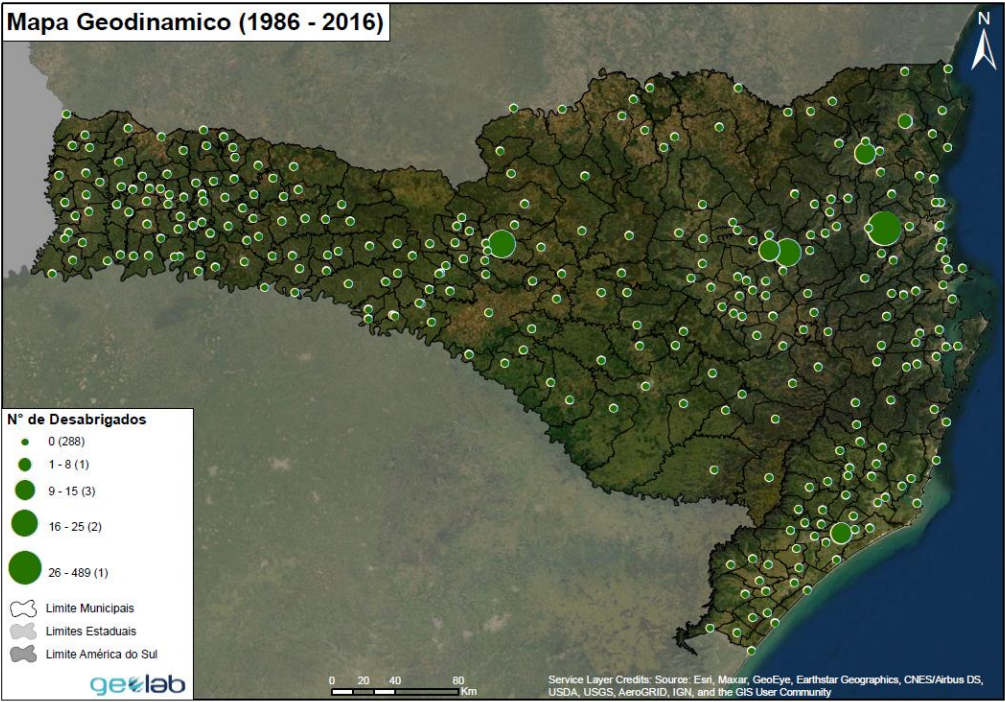 Mapa Geodinamico (1986 - 2016)
N
N° de Desabrigados
0 (288)
1 - 8 (1)
9 - 15 (3)
16 - 25 (2)
26 - 489 (1)
Limite Municipais
Limites Estaduais
Limite América do Sul
geolab
0 20 40 80
Km
Service Layer Credits: Source: Esri, Maxar, GeoEye, Earthstar Geographics, CNES/Airbus DS,
USDA, USGS, AeroGRID, IGN, and the GIS User Community